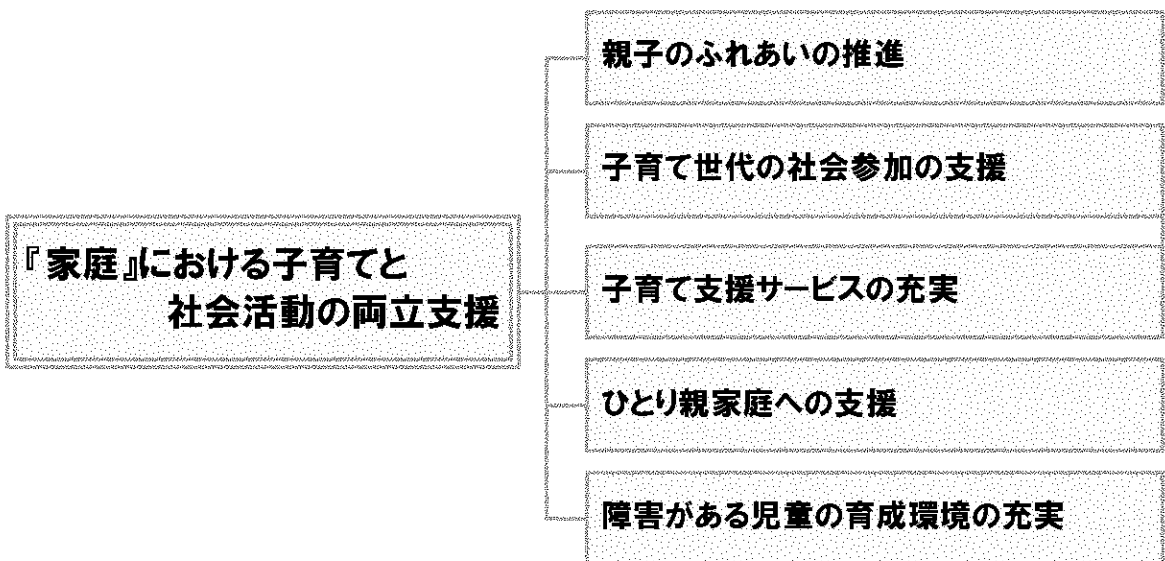 『家庭』における子育てと
社会活動の両立支援
親子のふれあいの推進
子育て世代の社会参加の支援
子育て支援サービスの充実
ひとり親家庭への支援
障害がある児童の育成環境の充実